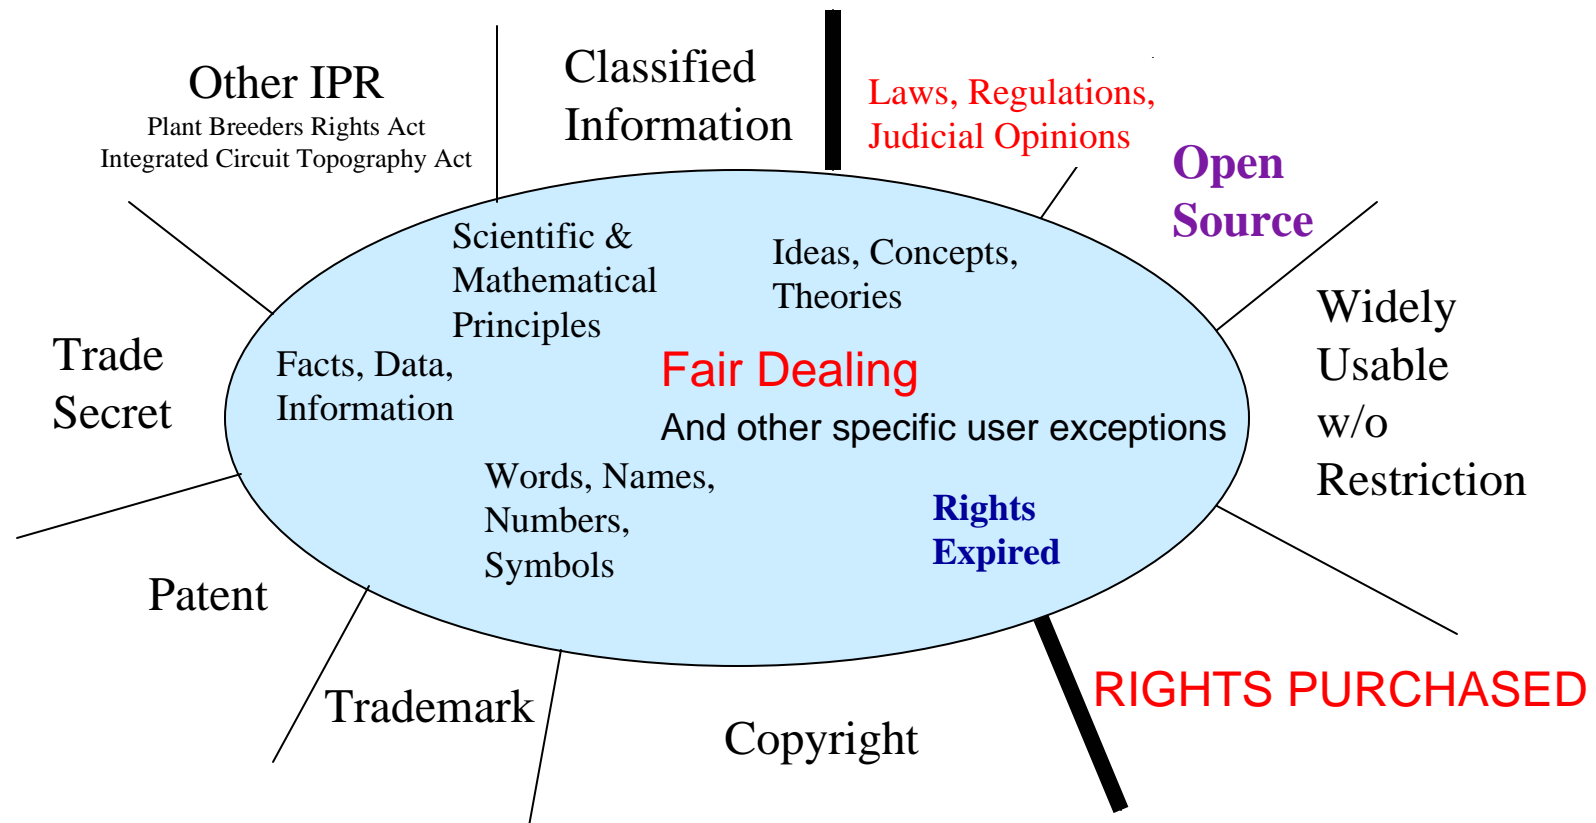 Other IPR
Plant Breeders Rights Act
Integrated Circuit Topography Act
Classified
Information
Laws, Regulations,
Judicial Opinions
Open
Source
Scientific &
Mathematical
Principles
Ideas, Concepts,
Theories
Trade
Secret
Facts, Data,
Information
Fair Dealing
And other specific user exceptions
Widely
Usable
w/o
Restriction
Words, Names,
Numbers,
Symbols
Rights
Expired
Patent
Trademark
Copyright
RIGHTS PURCHASED